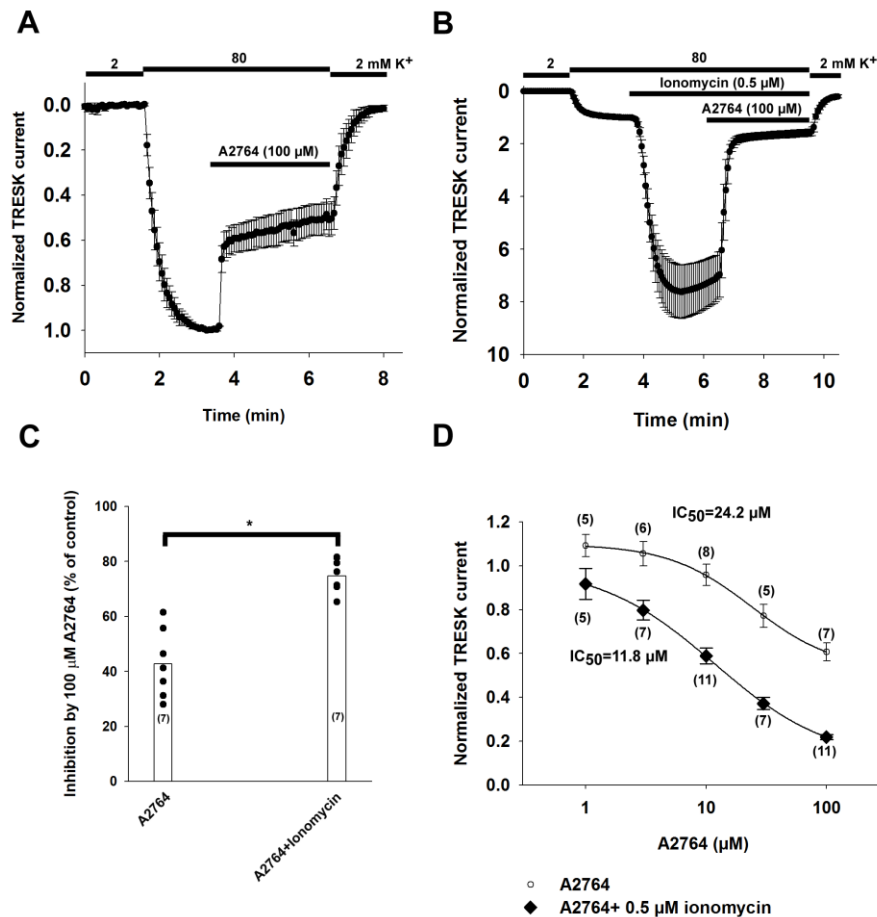 A
2
80
2 mM K+
A2764 (100 µM)
Normalized TRESK current
0.0
0.2
0.4
0.6
0.8
1.0
0
2
4
6
8
Time (min)
B
2
80
2 mM K+
Ionomycin (0.5 µM)
A2764 (100 µM)
Normalized TRESK current
0
2
4
6
8
10
0
2
4
6
8
10
Time (min)
C
Inhibition by 100 µM A2764 (% of control)
100
80
60
40
20
0
*
(7)
(7)
A2764
A2764+Ionomycin
D
Normalized TRESK current
1.2
1.0
0.8
0.6
0.4
0.2
0.0
IC50=24.2 µM
(5)
(6)
(8)
(5)
(7)
IC50=11.8 µM
(5)
(7)
(11)
(7)
(11)
1
10
100
A2764 (µM)
A2764
A2764+ 0.5 µM ionomycin